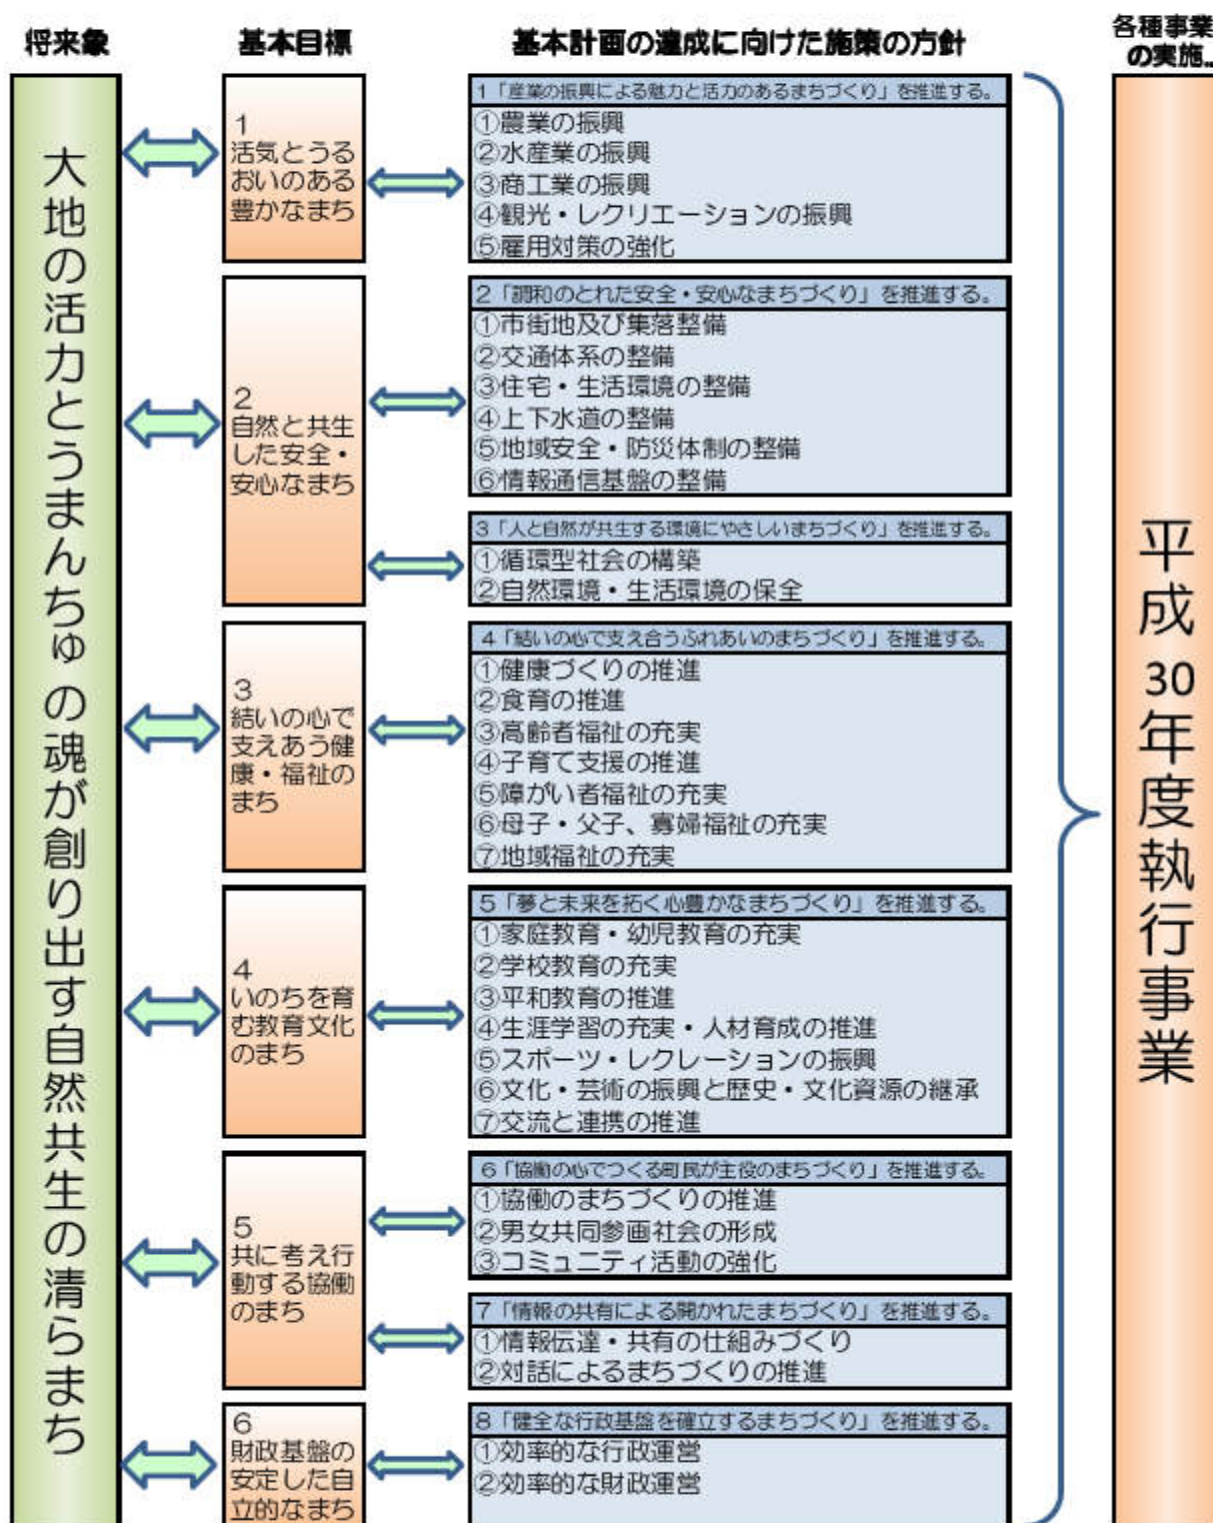 将来象
基本目標
基本計画の達成に向けた施策の方針
各種事業
の実施
大地の活力とうまんちゅの魂が創り出す自然共生の清らまち
1
活気とうる
おいのある
豊かなまち
1「産業の振興による魅力と活力のあるまちづくり」を推進する。
①農業の振興
②水産業の振興
③商工業の振興
④観光・レクリエーションの振興
⑤雇用対策の強化
2
自然と共生
した安全・
安心なまち
2「調和のとれた安全・安心なまちづくり」を推進する。
①市街地及び集落整備
②交通体系の整備
③住宅・生活環境の整備
④上下水道の整備
⑤地域安全・防災体制の整備
⑥情報通信基盤の整備
3「人と自然が共生する環境にやさしいまちづくり」を推進する。
①循環型社会の構築
②自然環境・生活環境の保全
3
結いの心で
支えあう健
康・福祉の
まち
4「結いの心で支え合うふれあいのまちづくり」を推進する。
①健康づくりの推進
②食育の推進
③高齢者福祉の充実
④子育て支援の推進
⑤障がい者福祉の充実
⑥母子・父子、寡婦福祉の充実
⑦地域福祉の充実
4
いのちを育
む教育文化
のまち
5「夢と未来を拓く心豊かなまちづくり」を推進する。
①家庭教育・幼児教育の充実
②学校教育の充実
③平和教育の推進
④生涯学習の充実・人材育成の推進
⑤スポーツ・レクレーションの振興
⑥文化・芸術の振興と歴史・文化資源の継承
⑦交流と連携の推進
5
共に考え行
動する協働
のまち
6「協働の心でつくる町民が主役のまちづくり」を推進する。
①協働のまちづくりの推進
②男女共同参画社会の形成
③コミュニティ活動の強化
7「情報の共有による開かれたまちづくり」を推進する。
①情報伝達・共有の仕組みづくり
②対話によるまちづくりの推進
6
財政基盤の
安定した自
立的なまち
8「健全な行政基盤を確立するまちづくり」を推進する。
①効率的な行政運営
②効率的な財政運営
平成30年度執行事業